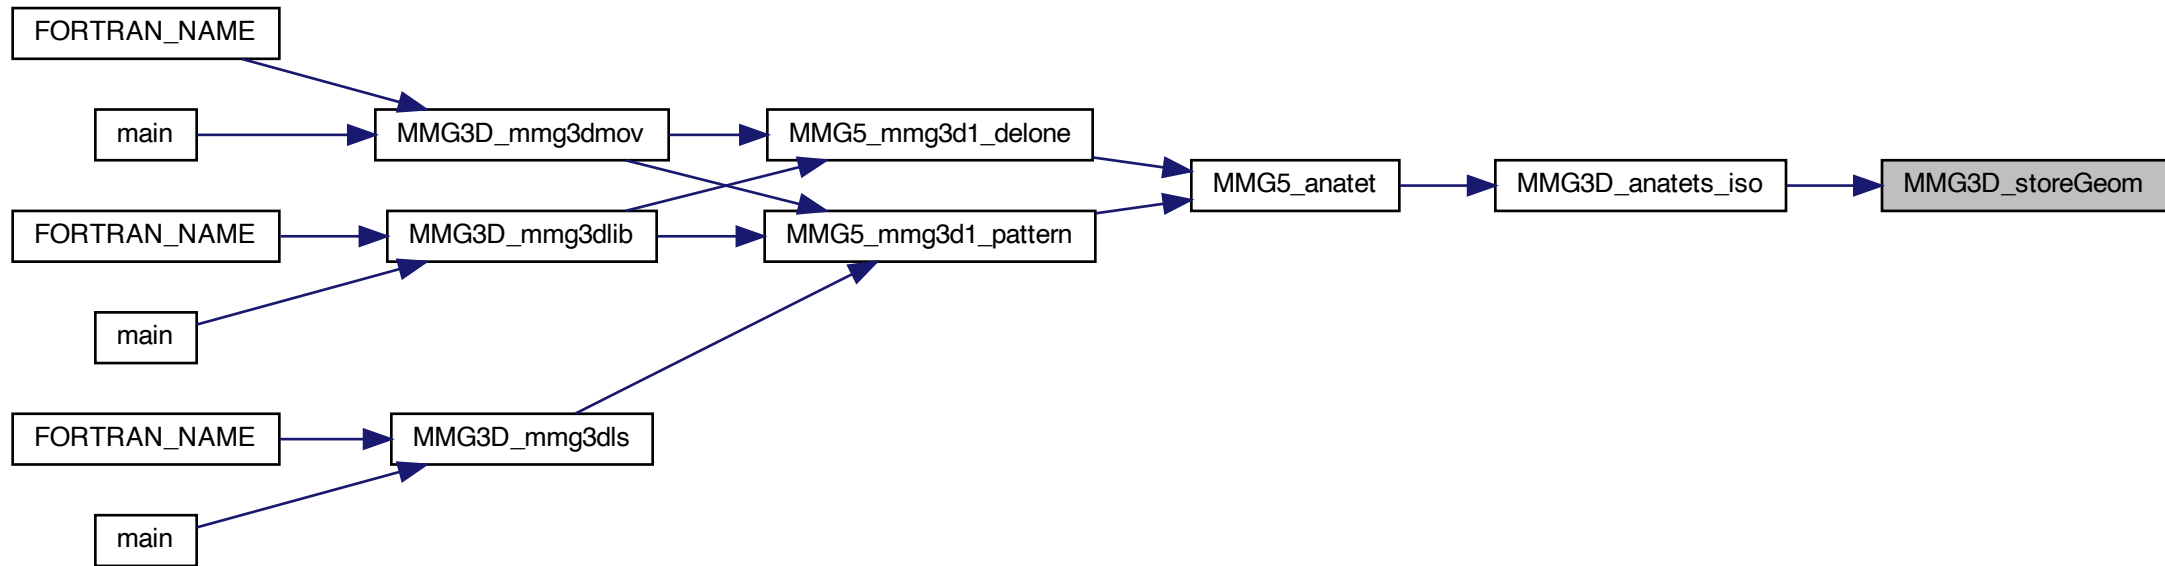 FORTRAN_NAME
main
MMG3D_mmg3dmov
MMG5_mmg3d1_delone
MMG5_anatet
MMG3D_anatets_iso
MMG3D_storeGeom
FORTRAN_NAME
MMG3D_mmg3dlib
MMG5_mmg3d1_pattern
main
FORTRAN_NAME
MMG3D_mmg3dls
main